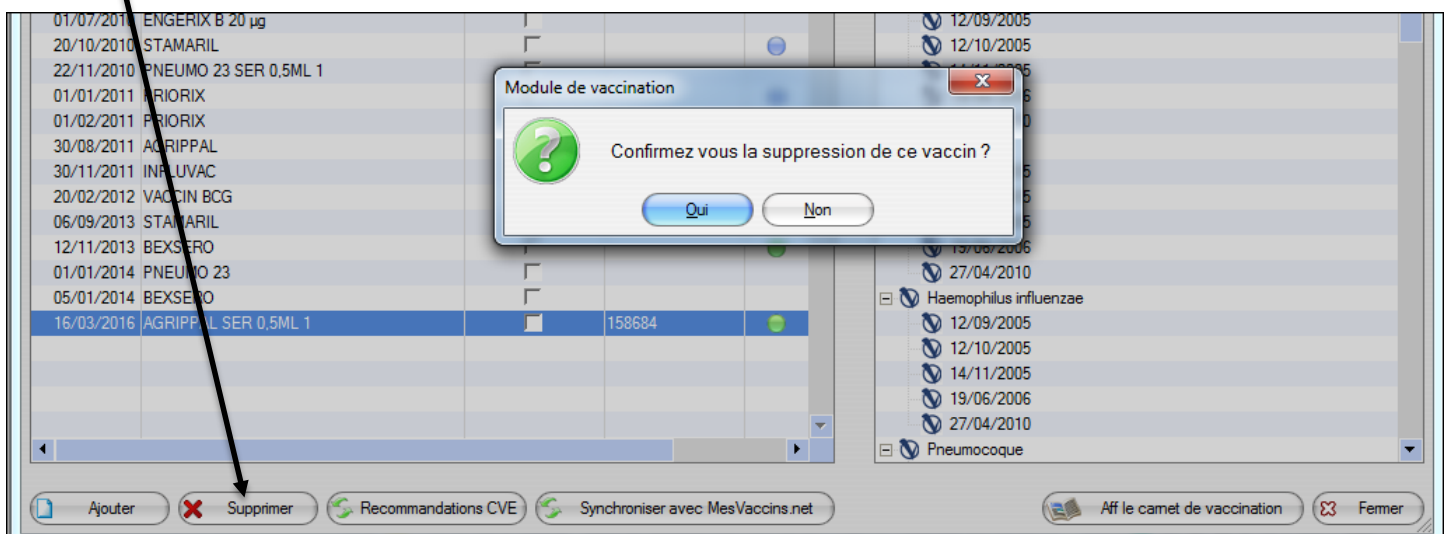 01/07/2010 ENGERIX B 20 µg
20/10/2010 STAMARIL
22/11/2010 PNEUMO 23 SER 0,5ML 1
01/01/2011 PRIORIX
01/02/2011 PRIORIX
30/08/2011 AGRIPPAL
30/11/2011 INFLUVAC
20/02/2012 VACCIN BCG
06/09/2013 STAMARIL
12/11/2013 BEXSERO
01/01/2014 PNEUMO 23
05/01/2014 BEXSERO
16/03/2016 AGRIPPAL SER 0,5ML 1 158684
Module de vaccination
Confirmez vous la suppression de ce vaccin ?
Oui Non
12/09/2005
12/10/2005
19/06/2006
27/04/2010
Haemophilus influenzae
12/09/2005
12/10/2005
14/11/2005
19/06/2006
27/04/2010
Pneumocoque
Ajouter Supprimer Recommandations CVE Synchroniser avec MesVaccins.net Aff le carnet de vaccination Fermer